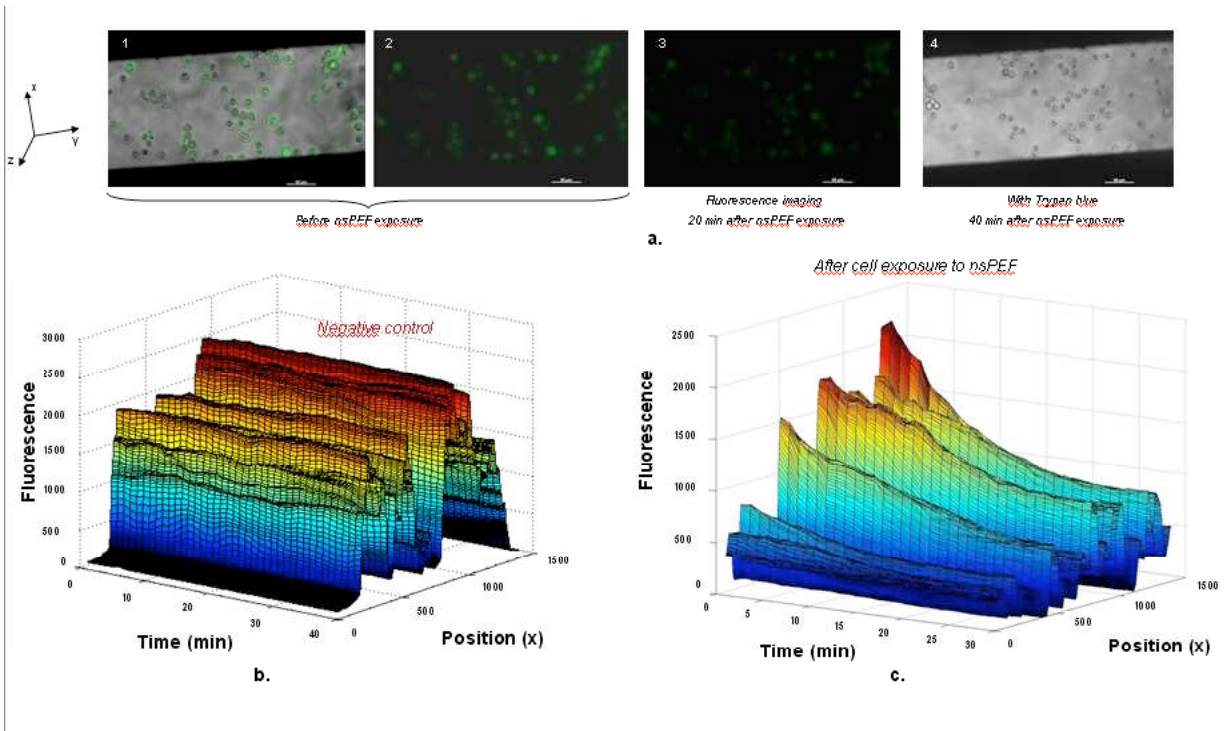 1
2
3
4
x
Y
z
Before nsPEF exposure
Fluorescence imaging
20 min after nsPEF exposure
With Trypan blue
40 min after nsPEF exposure
a.
After cell exposure to nsPEF
Negative control
Fluorescence
3000
2500
2000
1500
1000
500
0
0
10
20
30
40
0
500
1000
1500
Time (min)
Position (x)
b.
Fluorescence
2500
2000
1500
1000
500
0
0
5
10
15
20
25
30
0
500
1000
1500
Time (min)
Position (x)
c.